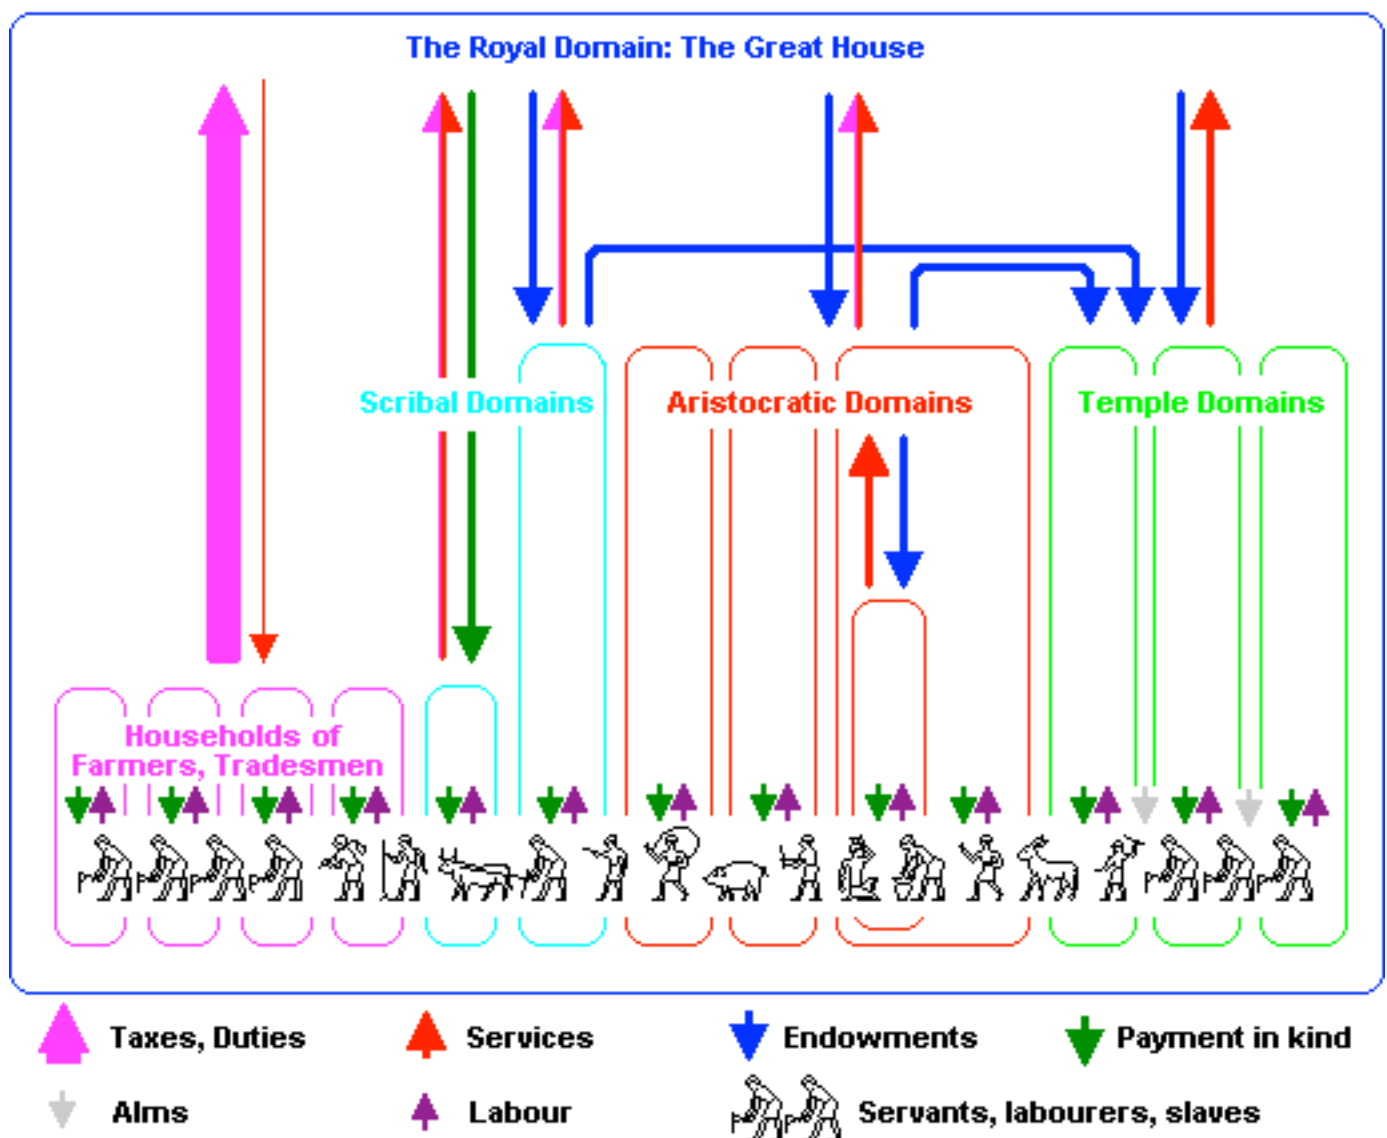 The Royal Domain: The Great House
Scribal Domains
Aristocratic Domains
Temple Domains
Households of
Farmers, Tradesmen
Taxes, Duties
Services
Endowments
Payment in kind
Alms
Labour
Servants, labourers, slaves